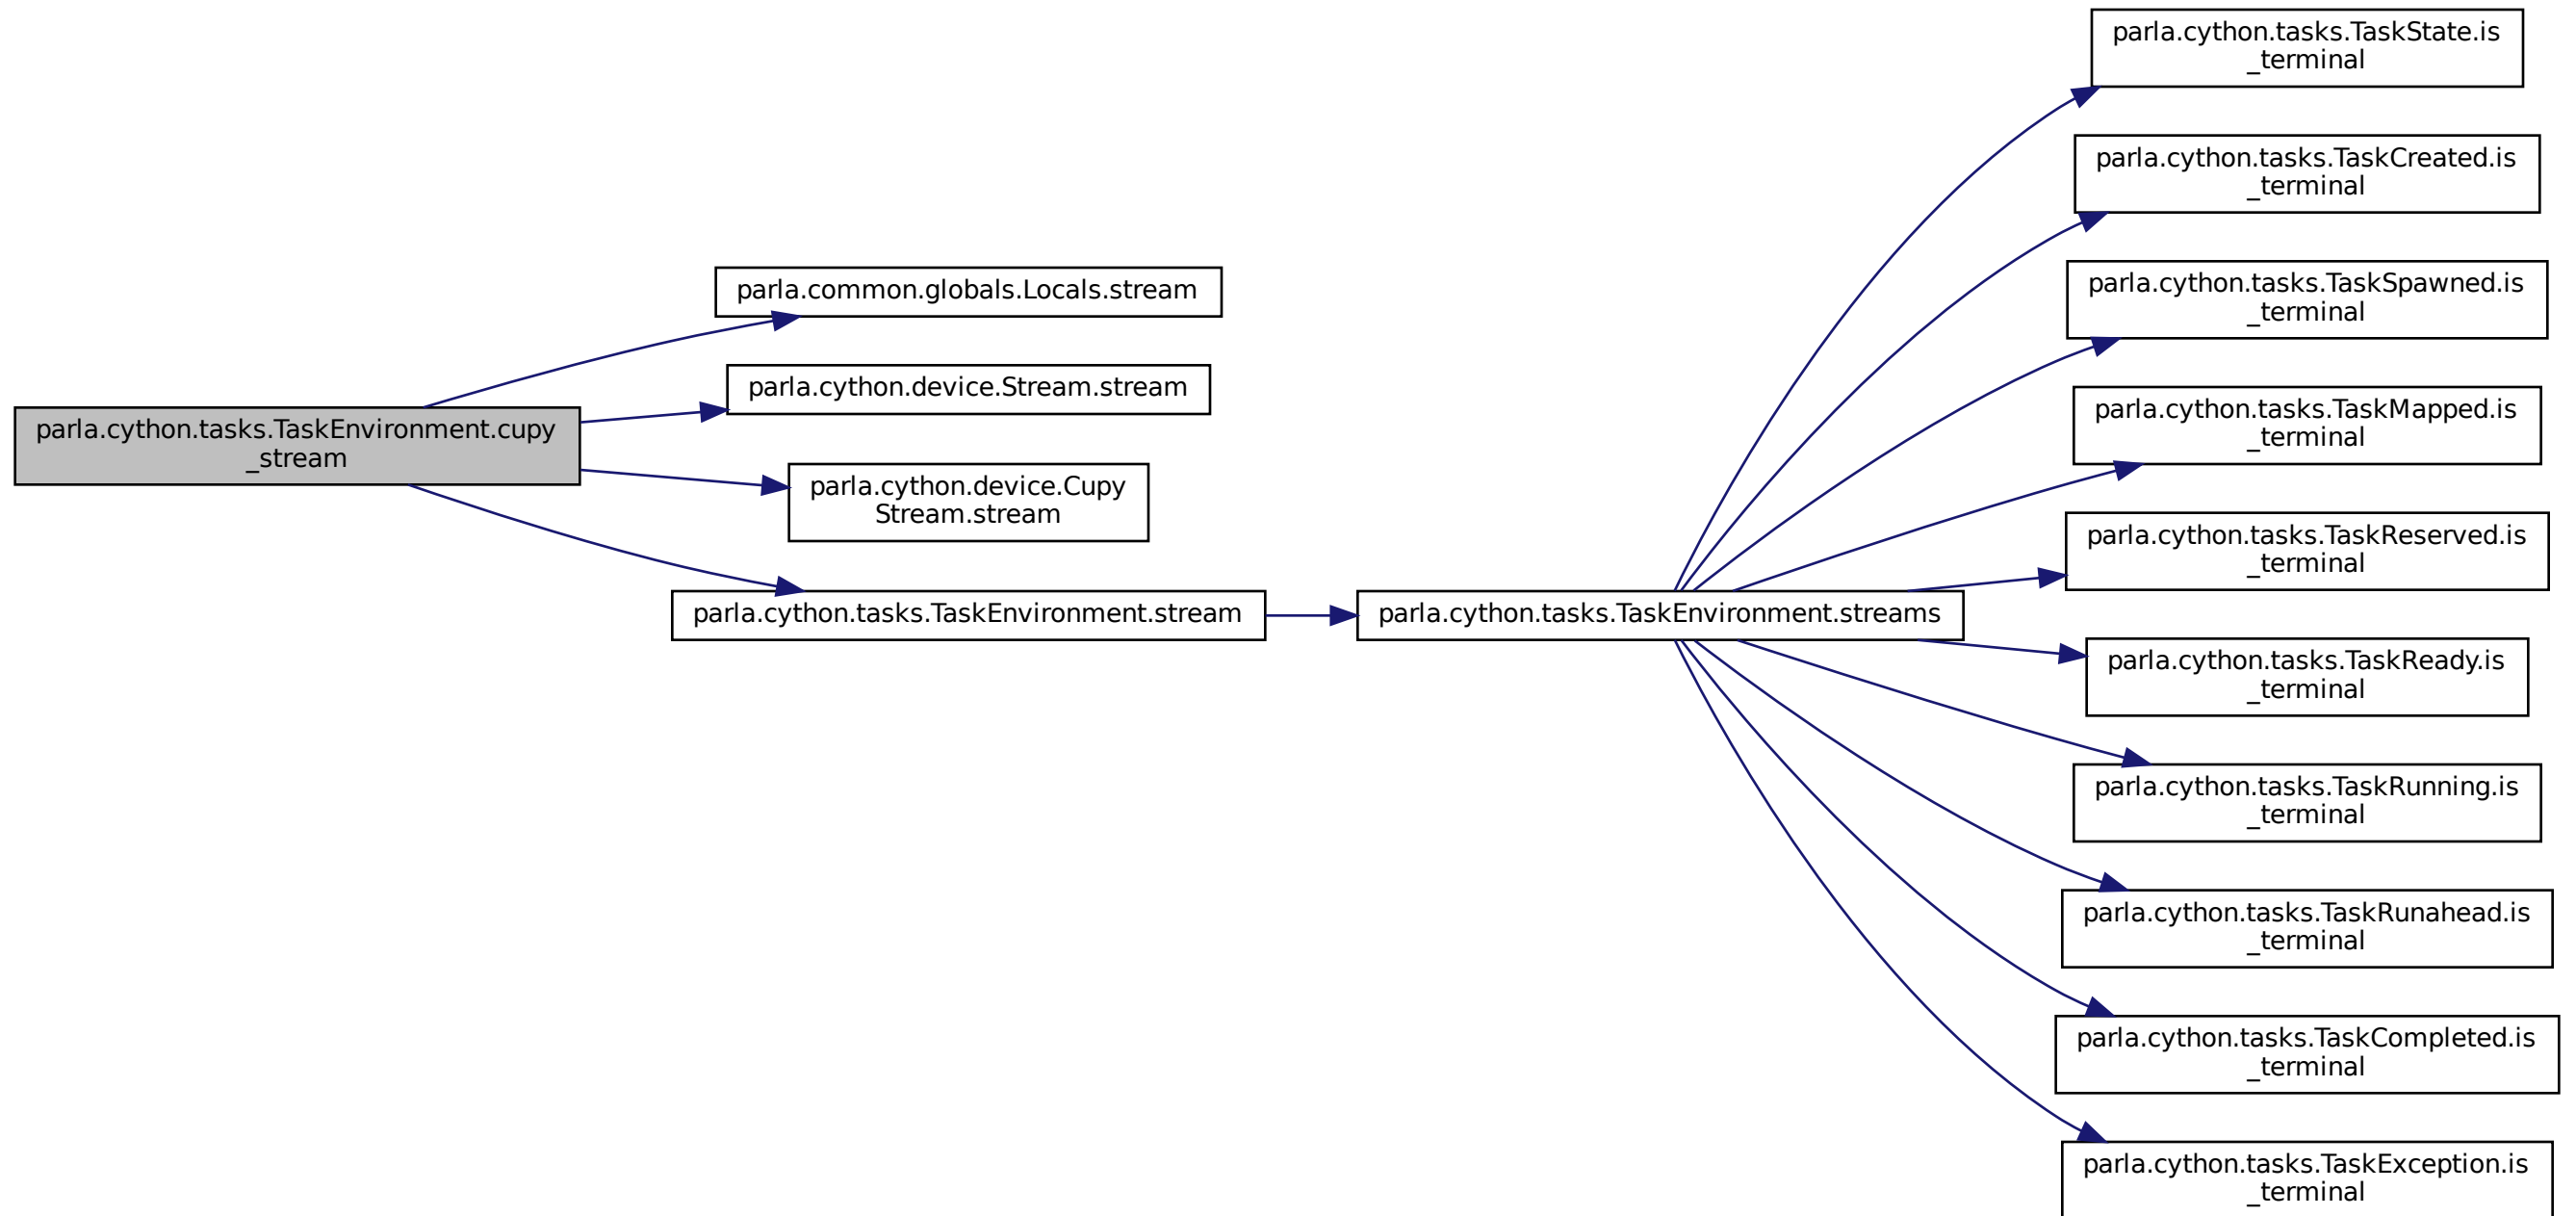 parla.cython.tasks.TaskEnvironment.cupy
_stream
parla.common.globals.Locals.stream
parla.cython.device.Stream.stream
parla.cython.device.Cupy
Stream.stream
parla.cython.tasks.TaskEnvironment.stream
parla.cython.tasks.TaskEnvironment.streams
parla.cython.tasks.TaskState.is
_terminal
parla.cython.tasks.TaskCreated.is
_terminal
parla.cython.tasks.TaskSpawned.is
_terminal
parla.cython.tasks.TaskMapped.is
_terminal
parla.cython.tasks.TaskReserved.is
_terminal
parla.cython.tasks.TaskReady.is
_terminal
parla.cython.tasks.TaskRunning.is
_terminal
parla.cython.tasks.TaskRunahead.is
_terminal
parla.cython.tasks.TaskCompleted.is
_terminal
parla.cython.tasks.TaskException.is
_terminal